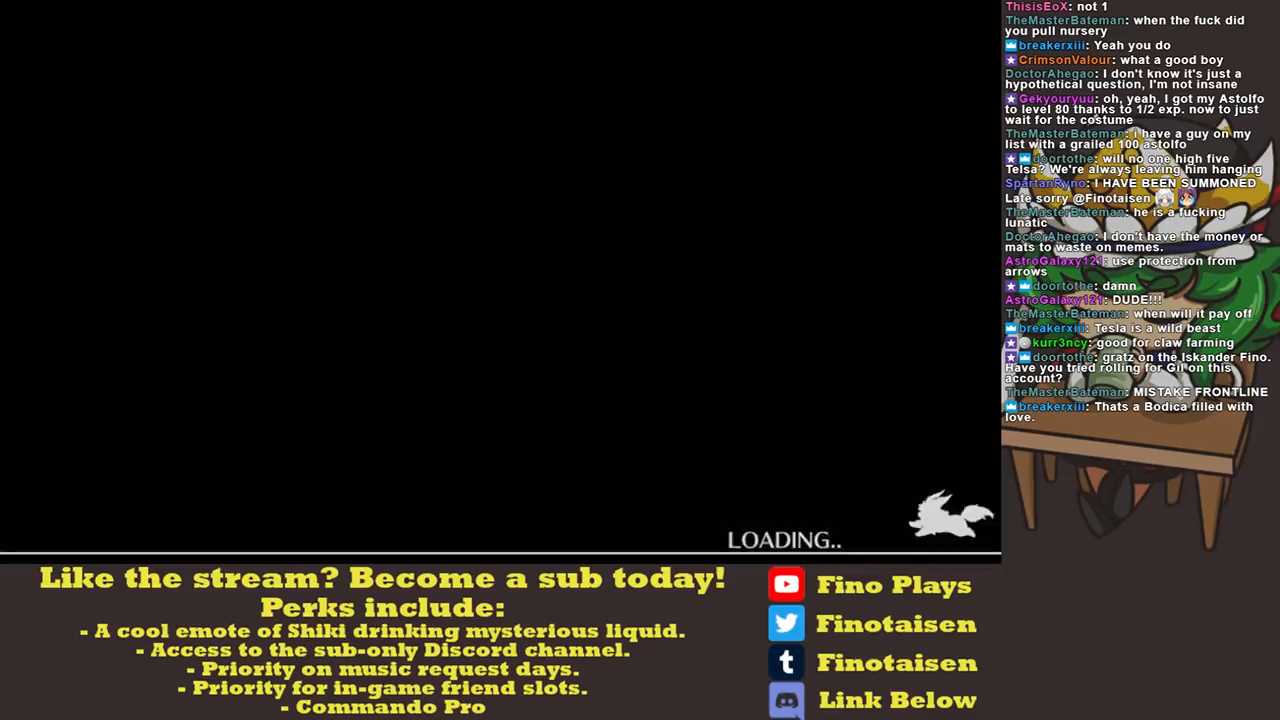 ThisisEoX: not 1
TheMasterBateman: when the fuck did
you pull nursery
breakerxiii: Yeah you do
CrimsonValour: what a good boy
DoctorAhegao: I don't know it's just a
hypothetical question, I'm not insane
Gekyouryuu: oh, yeah, I got my Astolfo
to level 80 thanks to 1/2 exp. now to just
wait for the costume
TheMasterBateman: i have a guy on my
list with a grailed 100 astolfo
doortothe: will no one high five
Telsa? We're always leaving him hanging
SpartanRyno: I HAVE BEEN SUMMONED
Late sorry @Finotaisen
TheMasterBateman: he is a fucking
lunatic
DoctorAhegao: I don't have the money or
mats to waste on memes.
AstroGalaxy121: use protection from
arrows
doortothe: damn
AstroGalaxy121: DUDE!!!
TheMasterBateman: when will it pay off
breakerxiii: Tesla is a wild beast
kurr3ncy: good for claw farming
doortothe: gratz on the Iskander Fino.
Have you tried rolling for Gil on this
account?
TheMasterBateman: MISTAKE FRONTLINE
breakerxiii: Thats a Bodica filled with
love.
LOADING..
Like the stream? Become a sub today!
Perks include:
- A cool emote of Shiki drinking mysterious liquid.
- Access to the sub-only Discord channel.
- Priority on music request days.
- Priority for in-game friend slots.
- Commando Pro
Fino Plays
Finotaisen
t Finotaisen
Link Below